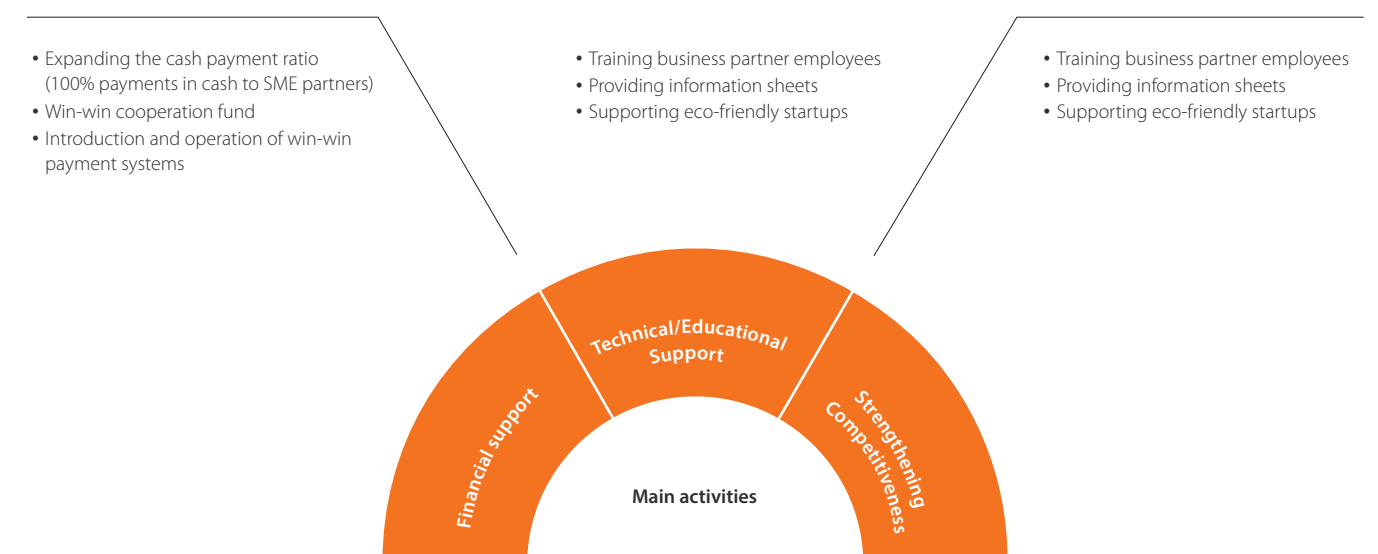 • Expanding the cash payment ratio
(100% payments in cash to SME partners)
• Win-win cooperation fund
• Introduction and operation of win-win
payment systems
• Training business partner employees
• Providing information sheets
• Supporting eco-friendly startups
• Training business partner employees
• Providing information sheets
• Supporting eco-friendly startups
Financial support
Technical/Educational
Support
Strengthening
Competitiveness
Main activities